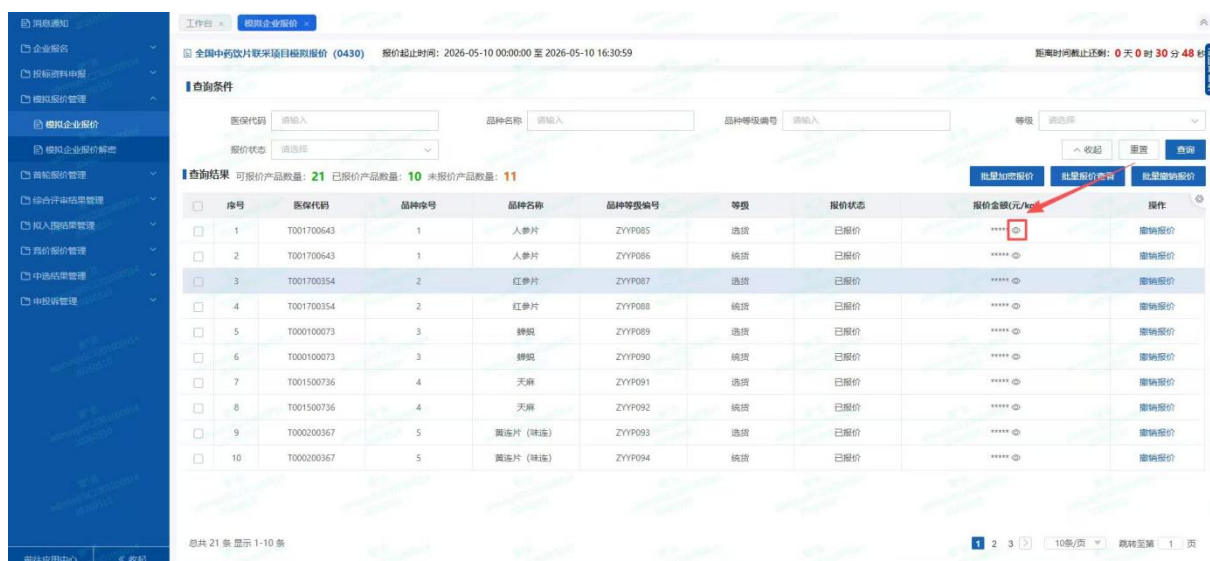 消息通知
企业报名
投标资料申报
模拟报价管理
模拟企业报价
模拟企业报价解密
首轮报价管理
综合评审结果管理
拟入围结果管理
竞价报价管理
中选结果管理
申投诉管理
前往应用中心 收起
工作台 × 模拟企业报价 ×
全国中药饮片联采项目模拟报价 (0430) 报价起止时间: 2026-05-10 00:00:00 至 2026-05-10 16:30:59 距离时间截止还剩: 0 天 0 时 30 分 48 秒
查询条件
医保代码 请输入 品种名称 请输入 品种等级编号 请输入 等级 请选择
报价状态 请选择 收起 重置 查询
查询结果 可报价产品数量: 21 已报价产品数量: 10 未报价产品数量: 11 批量加密报价 批量报价查看 批量撤销报价
序号 医保代码 品种序号 品种名称 品种等级编号 等级 报价状态 报价金额(元/kg) 操作
1 T001700643 1 人参片 ZYYP085 选货 已报价 ***** 撤销报价
2 T001700643 1 人参片 ZYYP086 统货 已报价 ***** 撤销报价
3 T001700354 2 红参片 ZYYP087 选货 已报价 ***** 撤销报价
4 T001700354 2 红参片 ZYYP088 统货 已报价 ***** 撤销报价
5 T000100073 3 蝉蜕 ZYYP089 选货 已报价 ***** 撤销报价
6 T000100073 3 蝉蜕 ZYYP090 统货 已报价 ***** 撤销报价
7 T001500736 4 天麻 ZYYP091 选货 已报价 ***** 撤销报价
8 T001500736 4 天麻 ZYYP092 统货 已报价 ***** 撤销报价
9 T000200367 5 黄连片（味连） ZYYP093 选货 已报价 ***** 撤销报价
10 T000200367 5 黄连片（味连） ZYYP094 统货 已报价 ***** 撤销报价
总共 21 条 显示 1-10 条 1 2 3 10条/页 跳转至第 1 页